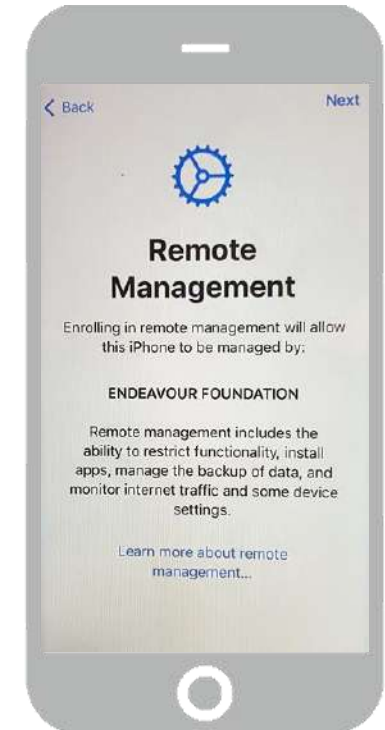 Back
Next
Remote
Management
Enrolling in remote management will allow
this iPhone to be managed by:
ENDEAVOUR FOUNDATION
Remote management includes the
ability to restrict functionality, install
apps, manage the backup of data, and
monitor internet traffic and some device
settings.
Learn more about remote
management...